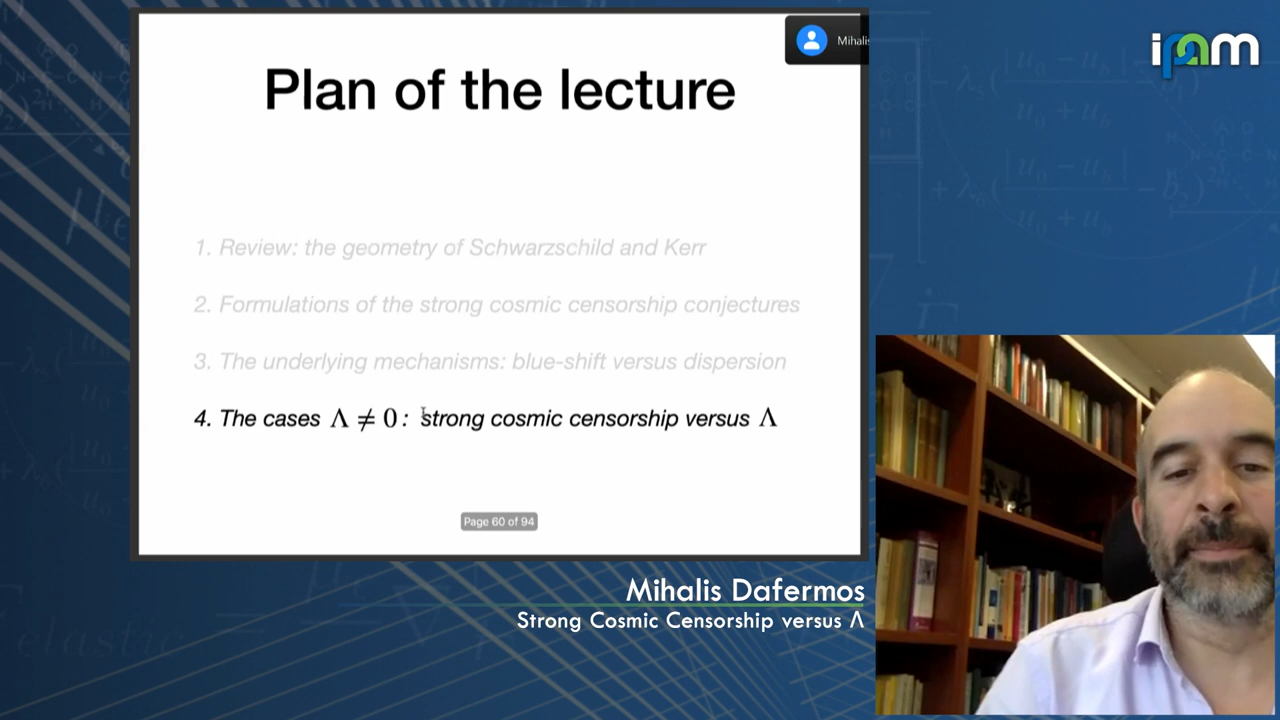 Plan of the lecture
Mihalis
ipam
1. Review: the geometry of Schwarzschild and Kerr
2. Formulations of the strong cosmic censorship conjectures
3. The underlying mechanisms: blue-shift versus dispersion
4. The cases Λ ≠ 0: strong cosmic censorship versus Λ
Page 60 of 94
Mihalis Dafermos
Strong Cosmic Censorship versus Λ
elastic